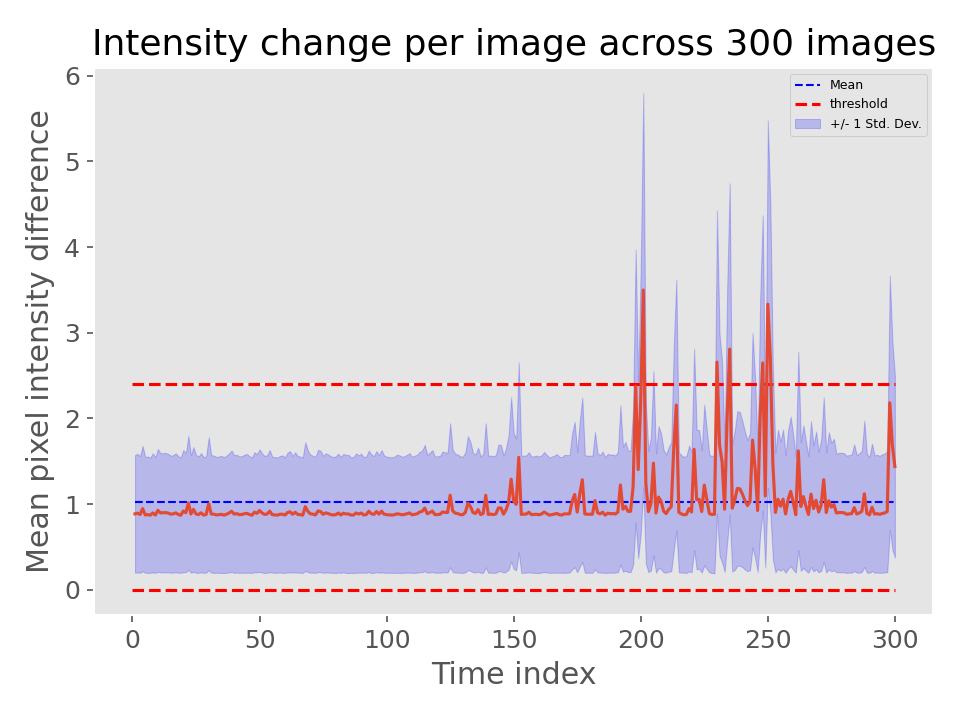 Intensity change per image across 300 images
Mean pixel intensity difference
6
5
4
3
2
1
0
Mean
threshold
+/- 1 Std. Dev.
0 50 100 150 200 250 300
Time index